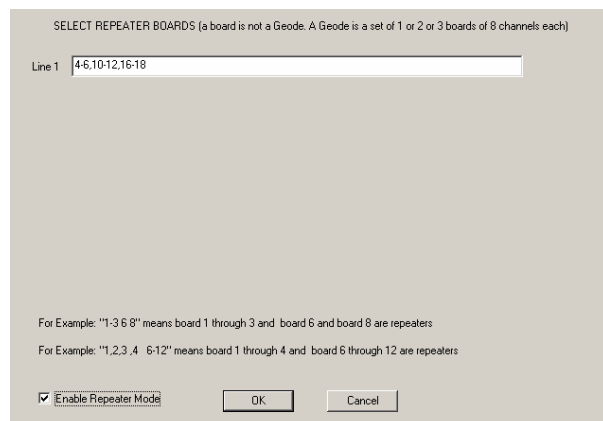 SELECT REPEATER BOARDS (a board is not a Geode. A Geode is a set of 1 or 2 or 3 boards of 8 channels each)
Line 1 4-6,10-12,16-18
For Example: "1-3 6 8" means board 1 through 3 and board 6 and board 8 are repeaters
For Example: "1,2,3 ,4 6-12" means board 1 through 4 and board 6 through 12 are repeaters
Enable Repeater Mode OK Cancel